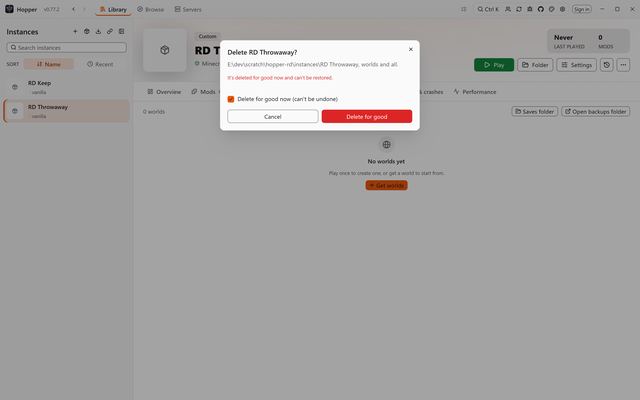 Hopper v0.77.2 Library Browse Servers Ctrl K Sign in
Instances
Search instances
SORT Name Recent
RD Keep
vanilla
RD Throwaway
vanilla
Custom
RD T
Minecr
Never
LAST PLAYED
0
MODS
Play Folder Settings
Overview Mods crashes Performance
0 worlds Saves folder Open backups folder
Delete RD Throwaway?
E:\dev\scratch\hopper-rd\instances\RD Throwaway, worlds and all.
It's deleted for good now and can't be restored.
Delete for good now (can't be undone)
Cancel Delete for good
No worlds yet
Play once to create one, or get a world to start from.
Get worlds